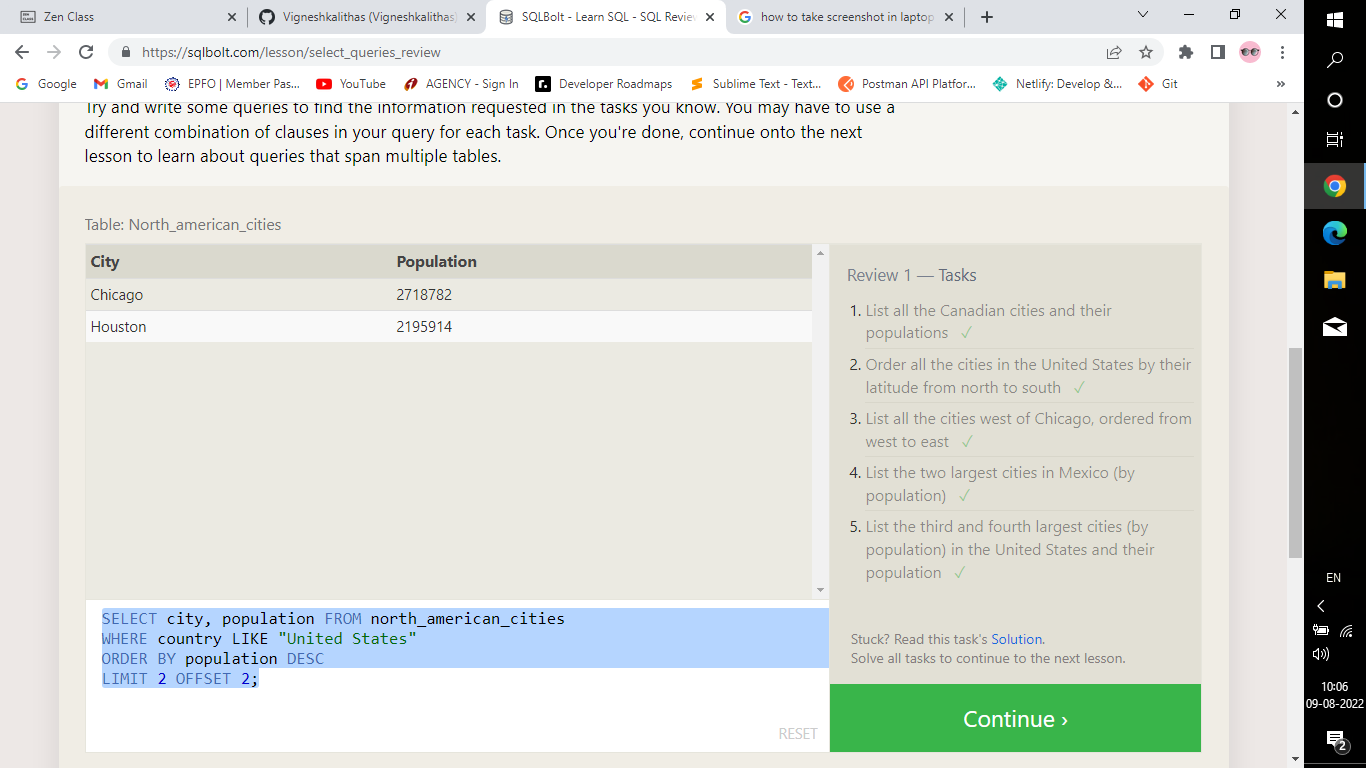 Zen Class
Vigneshkalithas (Vigneshkalithas)
SQLBolt - Learn SQL - SQL Review
how to take screenshot in laptop
https://sqlbolt.com/lesson/select_queries_review
Google
Gmail
EPFO | Member Pas...
YouTube
AGENCY - Sign In
Developer Roadmaps
Sublime Text - Text...
Postman API Platfor...
Netlify: Develop &...
Git
»
Try and write some queries to find the information requested in the tasks you know. You may have to use a
different combination of clauses in your query for each task. Once you're done, continue onto the next
lesson to learn about queries that span multiple tables.
Table: North_american_cities
City Population
Chicago 2718782
Houston 2195914
Review 1 — Tasks
1. List all the Canadian cities and their
populations ✓
2. Order all the cities in the United States by their
latitude from north to south ✓
3. List all the cities west of Chicago, ordered from
west to east ✓
4. List the two largest cities in Mexico (by
population) ✓
5. List the third and fourth largest cities (by
population) in the United States and their
population ✓
SELECT city, population FROM north_american_cities
WHERE country LIKE "United States"
ORDER BY population DESC
LIMIT 2 OFFSET 2;
RESET
Stuck? Read this task's Solution.
Solve all tasks to continue to the next lesson.
Continue ›
EN
10:06
09-08-2022
2